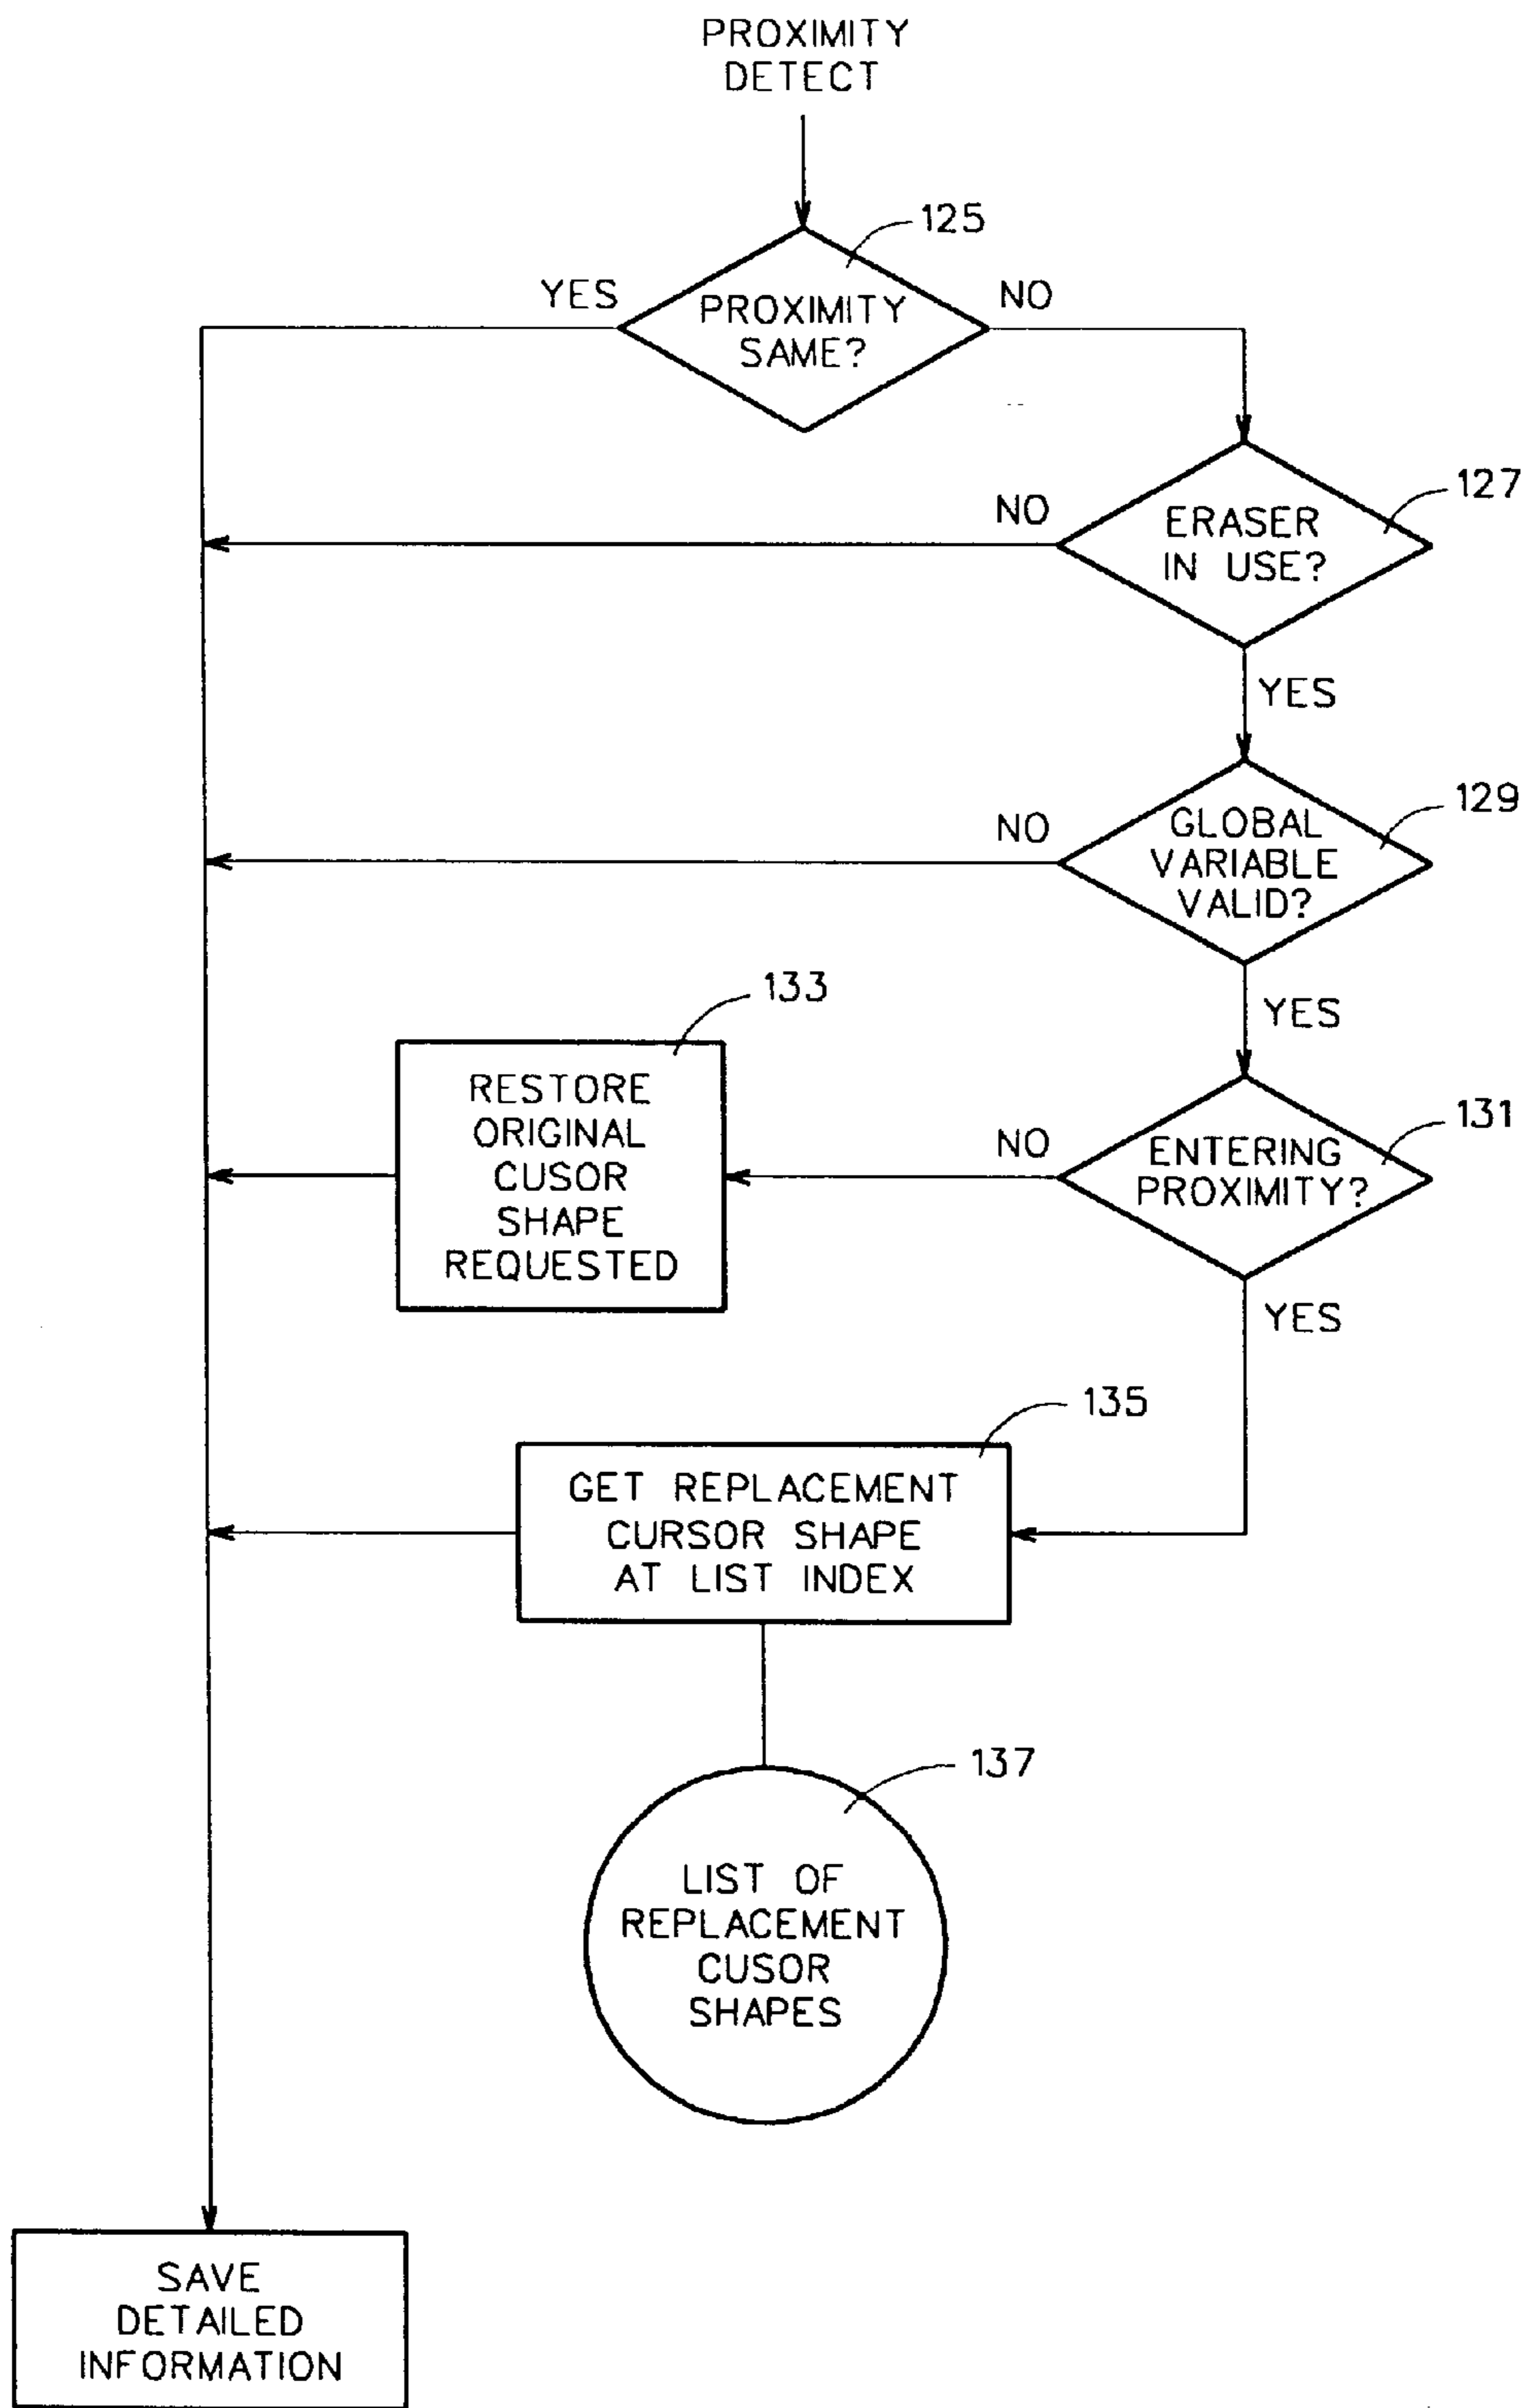 PROXIMITY
DETECT
125
YES
PROXIMITY
SAME?
NO
127
NO
ERASER
IN USE?
YES
129
NO
GLOBAL
VARIABLE
VALID?
YES
133
RESTORE
ORIGINAL
CUSOR
SHAPE
REQUESTED
131
NO
ENTERING
PROXIMITY?
YES
135
GET REPLACEMENT
CURSOR SHAPE
AT LIST INDEX
137
LIST OF
REPLACEMENT
CUSOR
SHAPES
SAVE
DETAILED
INFORMATION